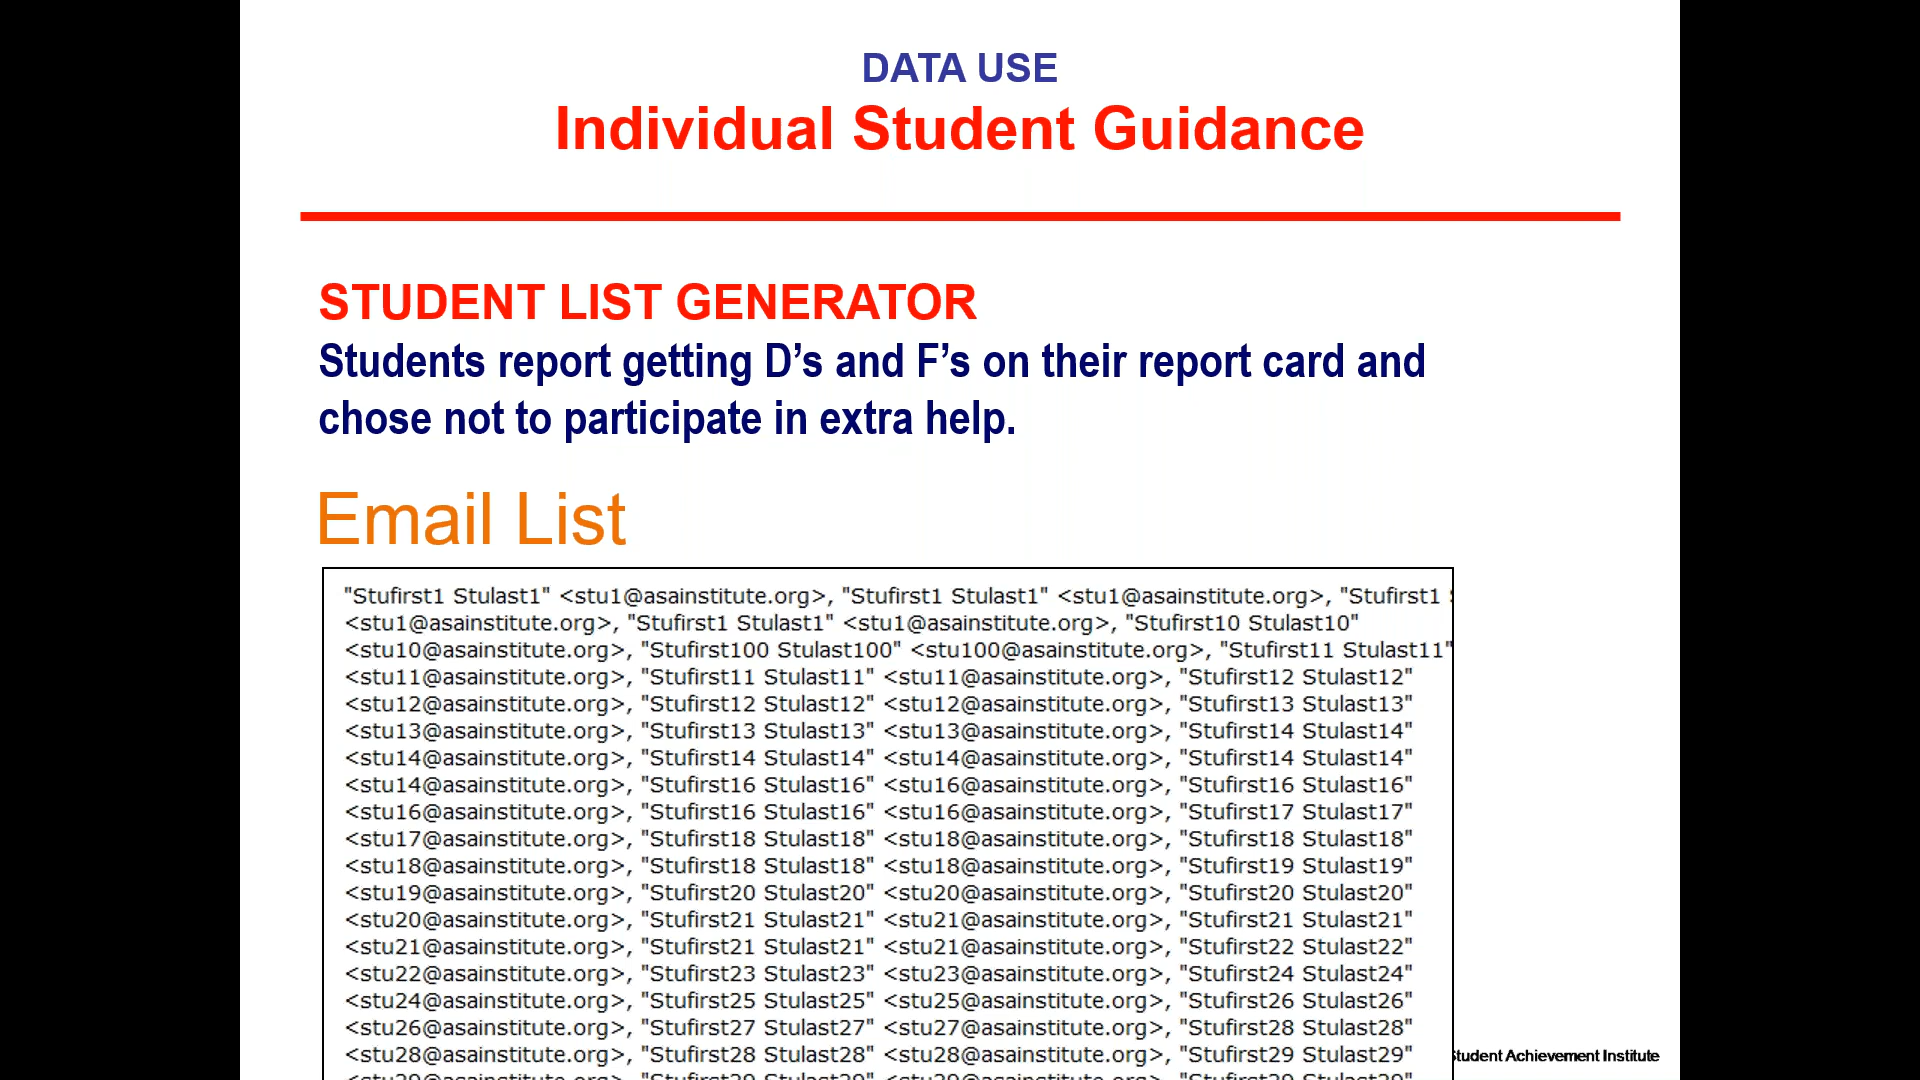 DATA USE
Individual Student Guidance
STUDENT LIST GENERATOR
Students report getting D’s and F’s on their report card and
chose not to participate in extra help.
Email List
"Stufirst1 Stulast1" <stu1@asainstitute.org>, "Stufirst1 Stulast1" <stu1@asainstitute.org>, "Stufirst1
<stu1@asainstitute.org>, "Stufirst1 Stulast1" <stu1@asainstitute.org>, "Stufirst10 Stulast10"
<stu10@asainstitute.org>, "Stufirst100 Stulast100" <stu100@asainstitute.org>, "Stufirst11 Stulast11"
<stu11@asainstitute.org>, "Stufirst11 Stulast11" <stu11@asainstitute.org>, "Stufirst12 Stulast12"
<stu12@asainstitute.org>, "Stufirst12 Stulast12" <stu12@asainstitute.org>, "Stufirst13 Stulast13"
<stu13@asainstitute.org>, "Stufirst13 Stulast13" <stu13@asainstitute.org>, "Stufirst14 Stulast14"
<stu14@asainstitute.org>, "Stufirst14 Stulast14" <stu14@asainstitute.org>, "Stufirst14 Stulast14"
<stu14@asainstitute.org>, "Stufirst16 Stulast16" <stu16@asainstitute.org>, "Stufirst16 Stulast16"
<stu16@asainstitute.org>, "Stufirst16 Stulast16" <stu16@asainstitute.org>, "Stufirst17 Stulast17"
<stu17@asainstitute.org>, "Stufirst18 Stulast18" <stu18@asainstitute.org>, "Stufirst18 Stulast18"
<stu18@asainstitute.org>, "Stufirst18 Stulast18" <stu18@asainstitute.org>, "Stufirst19 Stulast19"
<stu19@asainstitute.org>, "Stufirst20 Stulast20" <stu20@asainstitute.org>, "Stufirst20 Stulast20"
<stu20@asainstitute.org>, "Stufirst21 Stulast21" <stu21@asainstitute.org>, "Stufirst21 Stulast21"
<stu21@asainstitute.org>, "Stufirst21 Stulast21" <stu21@asainstitute.org>, "Stufirst22 Stulast22"
<stu22@asainstitute.org>, "Stufirst23 Stulast23" <stu23@asainstitute.org>, "Stufirst24 Stulast24"
<stu24@asainstitute.org>, "Stufirst25 Stulast25" <stu25@asainstitute.org>, "Stufirst26 Stulast26"
<stu26@asainstitute.org>, "Stufirst27 Stulast27" <stu27@asainstitute.org>, "Stufirst28 Stulast28"
<stu28@asainstitute.org>, "Stufirst28 Stulast28" <stu28@asainstitute.org>, "Stufirst29 Stulast29"
Student Achievement Institute